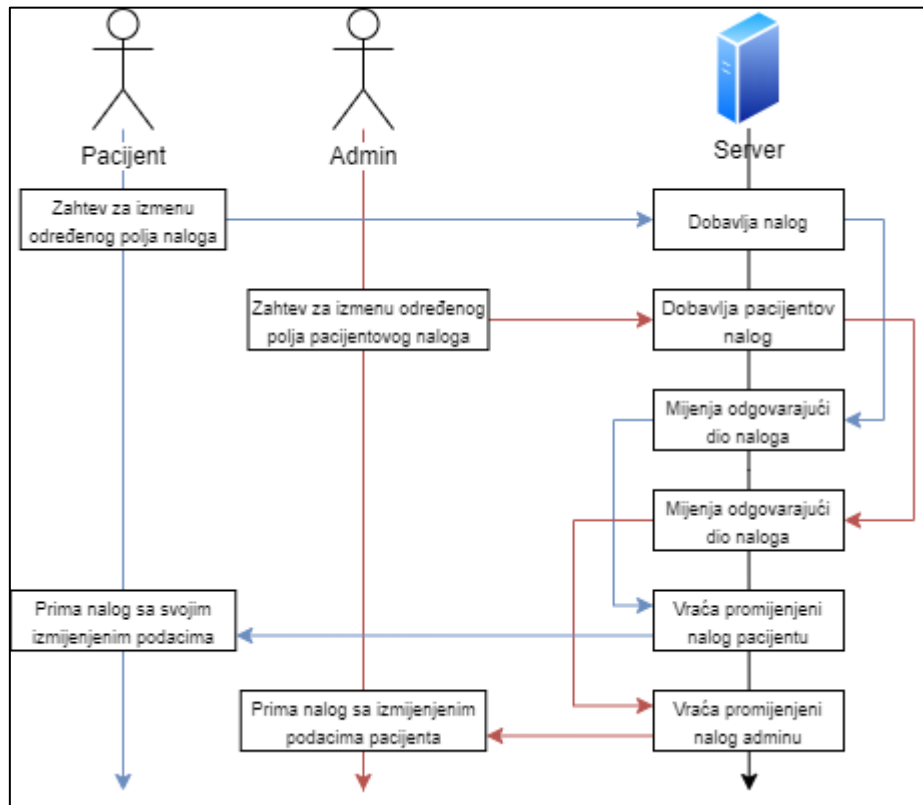 Pacijent
Admin
Server
Zahtev za izmenu
određenog polja naloga
Dobavlja nalog
Zahtev za izmenu određenog
polja pacijentovog naloga
Dobavlja pacijentov
nalog
Mijenja odgovarajući
dio naloga
Mijenja odgovarajući
dio naloga
Prima nalog sa svojim
izmijenjenim podacima
Vraća promijenjeni
nalog pacijentu
Prima nalog sa izmijenjenim
podacima pacijenta
Vraća promijenjeni
nalog adminu